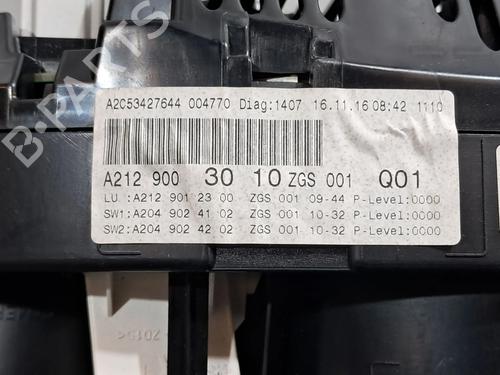 A2C53427644 004770 Diag:1407 16.11.16 08:42 1110
A212 900 30 10 ZGS 001 Q01
LU :A212 901 23 00 ZGS 001 09-44 P-Level:0000
SW1:A204 902 41 02 ZGS 001 10-32 P-Level:0000
SW2:A204 902 42 02 ZGS 001 10-32 P-Level:0000
B-PARTS